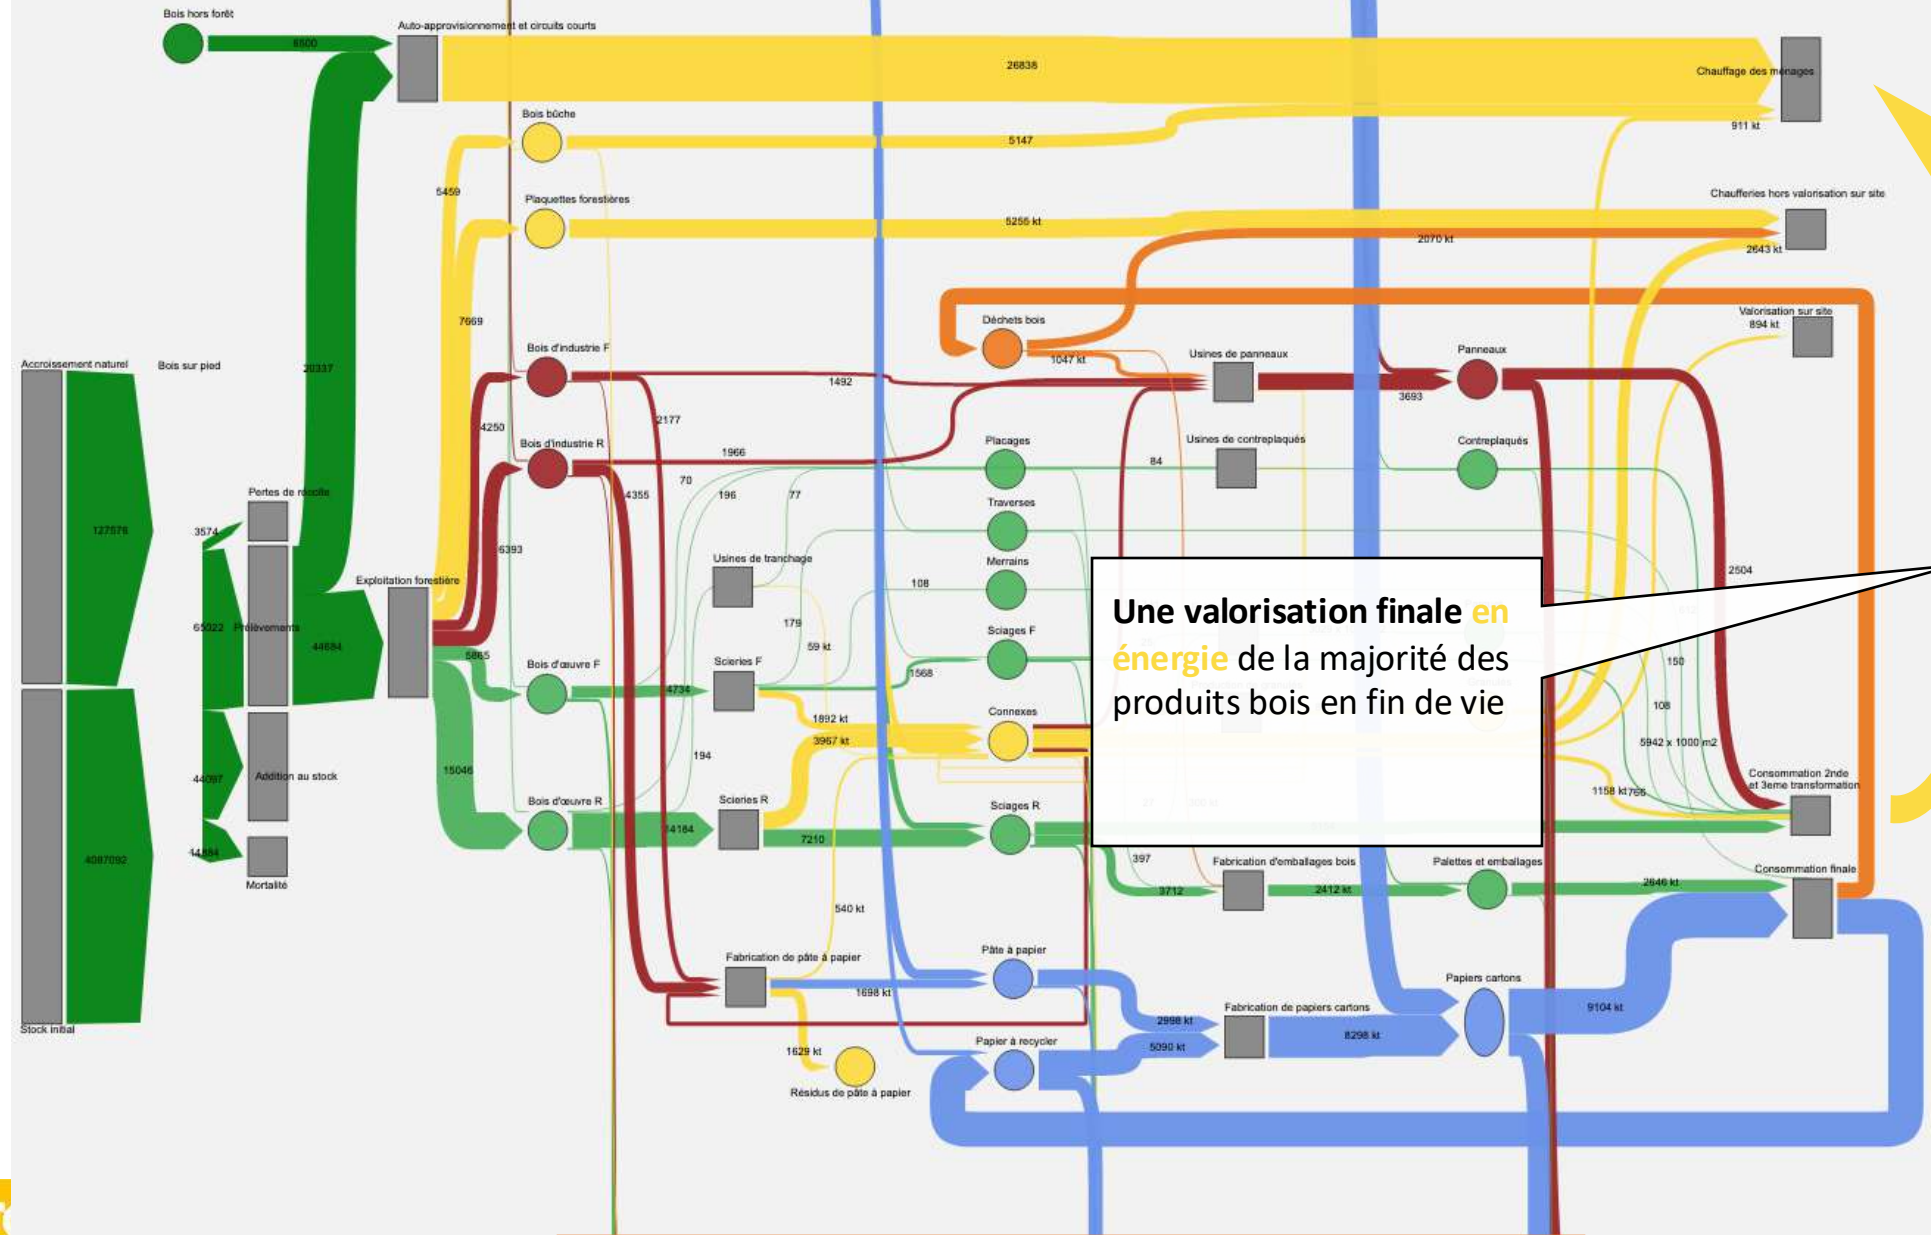 Bois hors forêt
6500
Auto-approvisionnement et circuits courts
26838
Chauffage des ménages
911 kt
Bois bûche
5147
5459
Plaquettes forestières
5255 kt
Chaufferies hors valorisation sur site
2070 kt
2643 kt
7669
Déchets bois
1047 kt
Valorisation sur site
894 kt
Accroissement naturel
Bois sur pied
20337
Bois d'industrie F
1492
Usines de panneaux
Panneaux
3693
4250
2177
Bois d'industrie R
1966
Placages
Usines de contreplaqués
84
Contreplaqués
70
196
77
4355
Pertes de récolte
3574
127576
6393
Traverses
Usines de tranchage
Merrains
108
2504
Exploitation forestière
65022
Prélèvements
44684
5865
179
59 kt
Sciages F
Bois d'œuvre F
4734
Scieries F
1568
150
Une valorisation finale en
énergie de la majorité des
produits bois en fin de vie
1892 kt
3967 kt
Connexes
108
5942 x 1000 m2
194
15046
44097
Addition au stock
Consommation 2nde
et 3eme transformation
1158 kt
766
Bois d'œuvre R
14184
Scieries R
7210
Sciages R
4087092
14884
Mortalité
397
3712
Fabrication d'emballages bois
2412 kt
Palettes et emballages
2646 kt
Consommation finale
540 kt
Fabrication de pâte à papier
1698 kt
Pâte à papier
Papiers cartons
9104 kt
2998 kt
Fabrication de papiers cartons
8298 kt
5090 kt
Papier à recycler
Stock initial
1629 kt
Résidus de pâte à papier